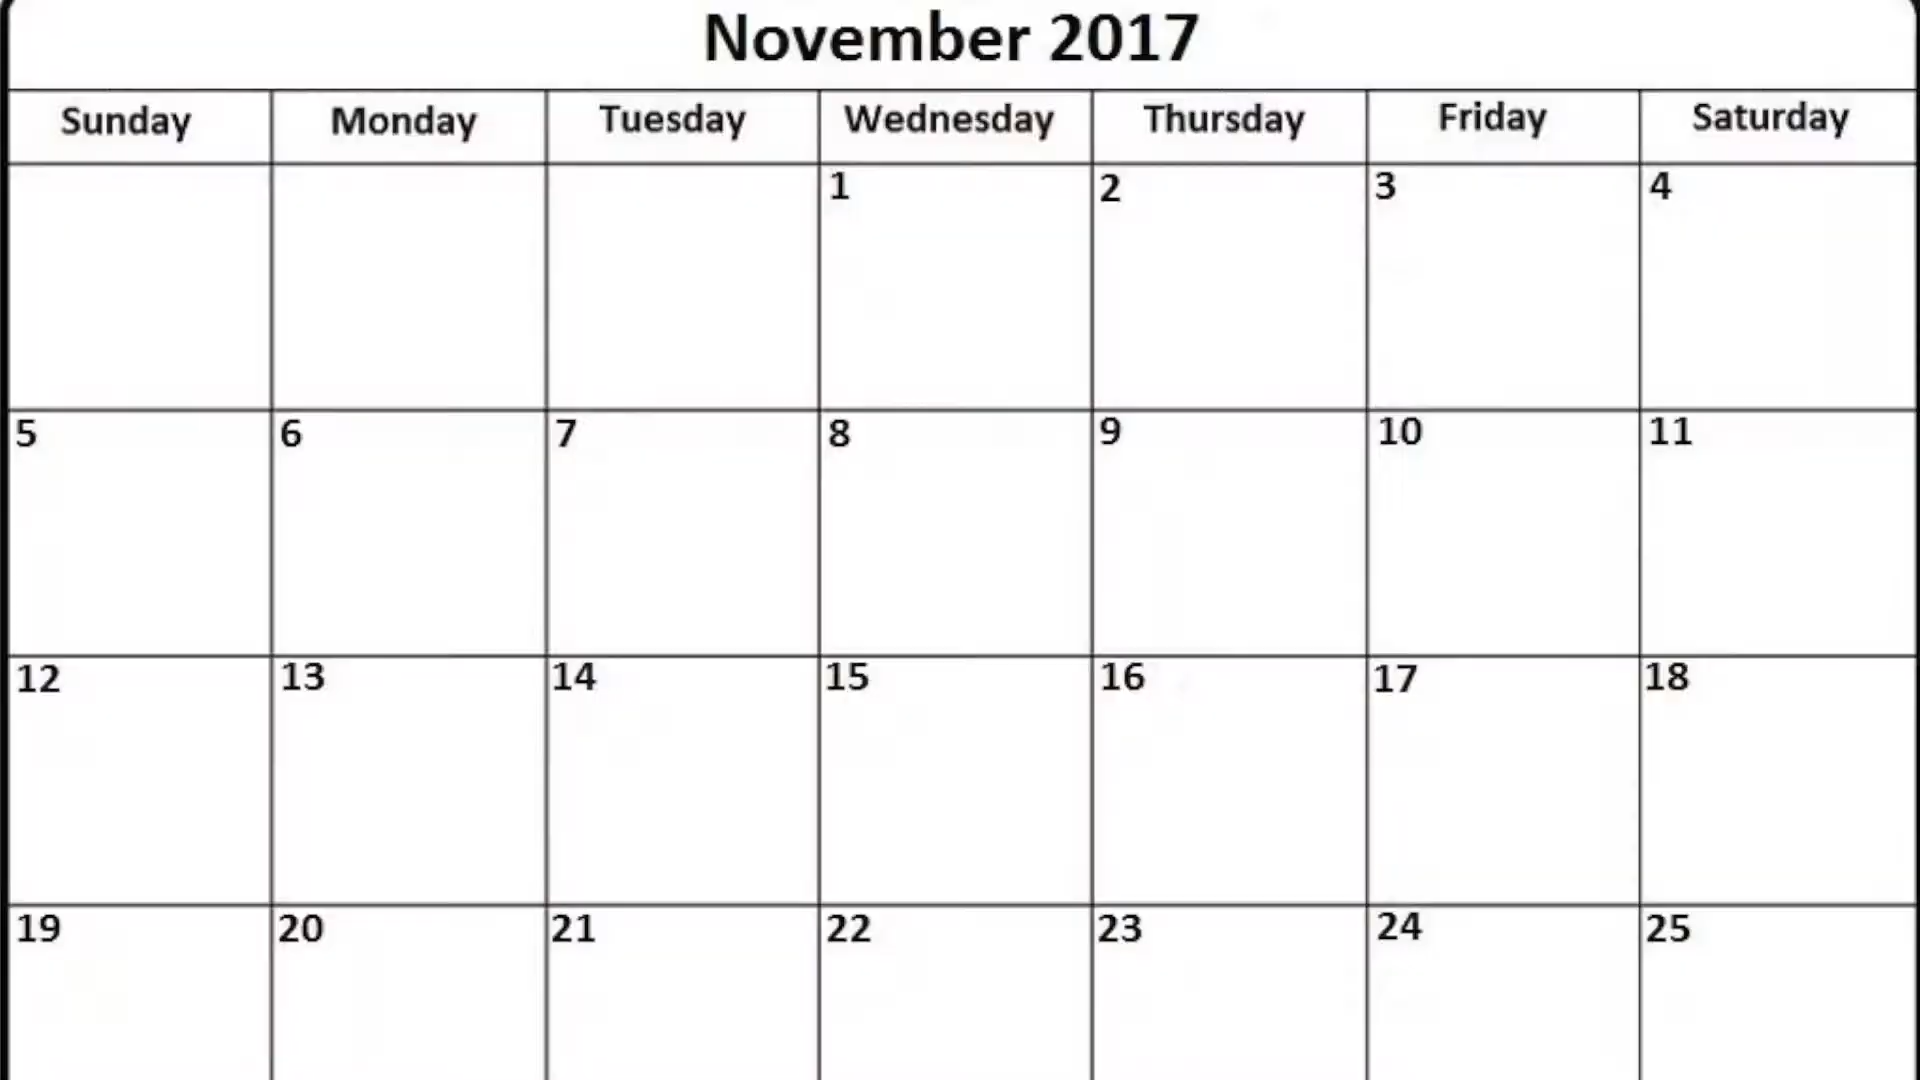 November 2017
Sunday Monday Tuesday Wednesday Thursday Friday Saturday
1 2 3 4
5 6 7 8 9 10 11
12 13 14 15 16 17 18
19 20 21 22 23 24 25